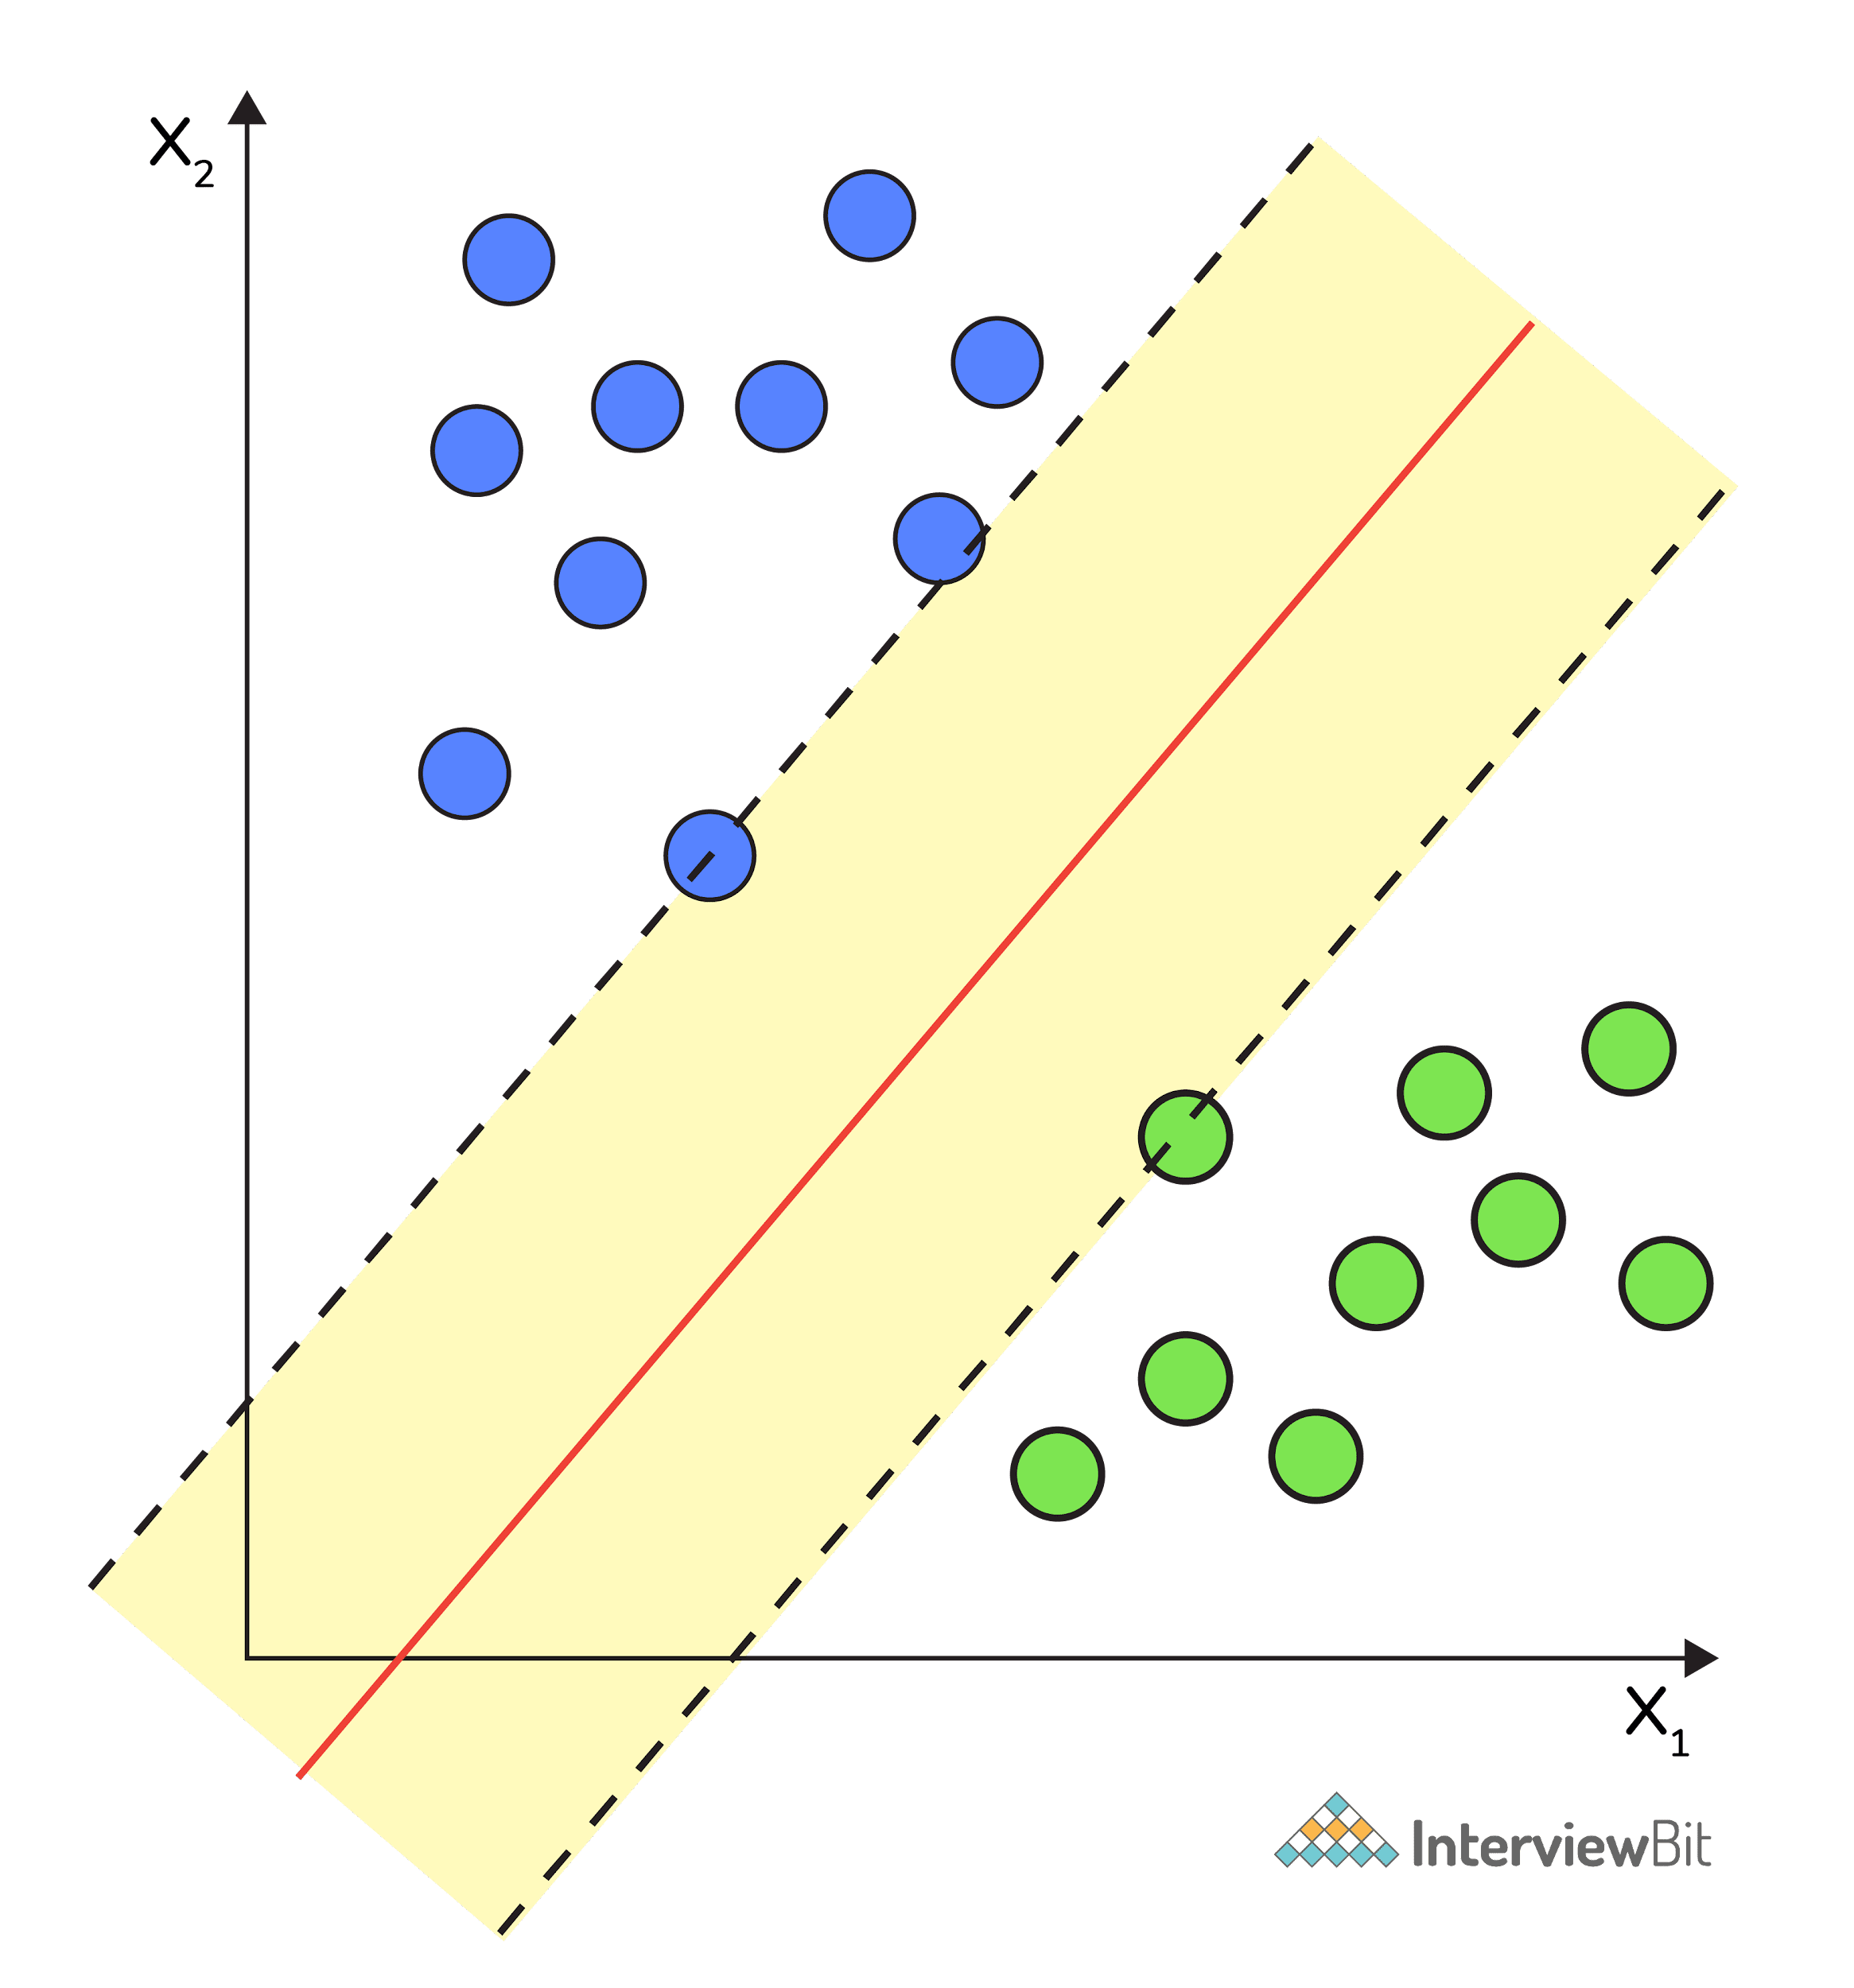 X₂
X₁
InterviewBit